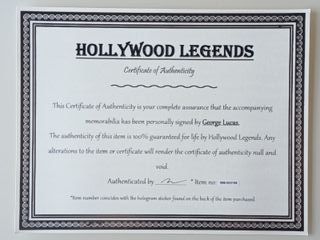 HOLLYWOOD LEGENDS
Certificate of Authenticity
This Certificate of Authenticity is your complete assurance that the accompanying
memorabilia has been personally signed by George Lucas.
The authenticity of this item is 100% guaranteed for life by Hollywood Legends. Any
alterations to the item or certificate will render the certificate of authenticity null and
void.
Authenticated by * Item no:
*Item number coincides with the hologram sticker found on the back of the item purchased.